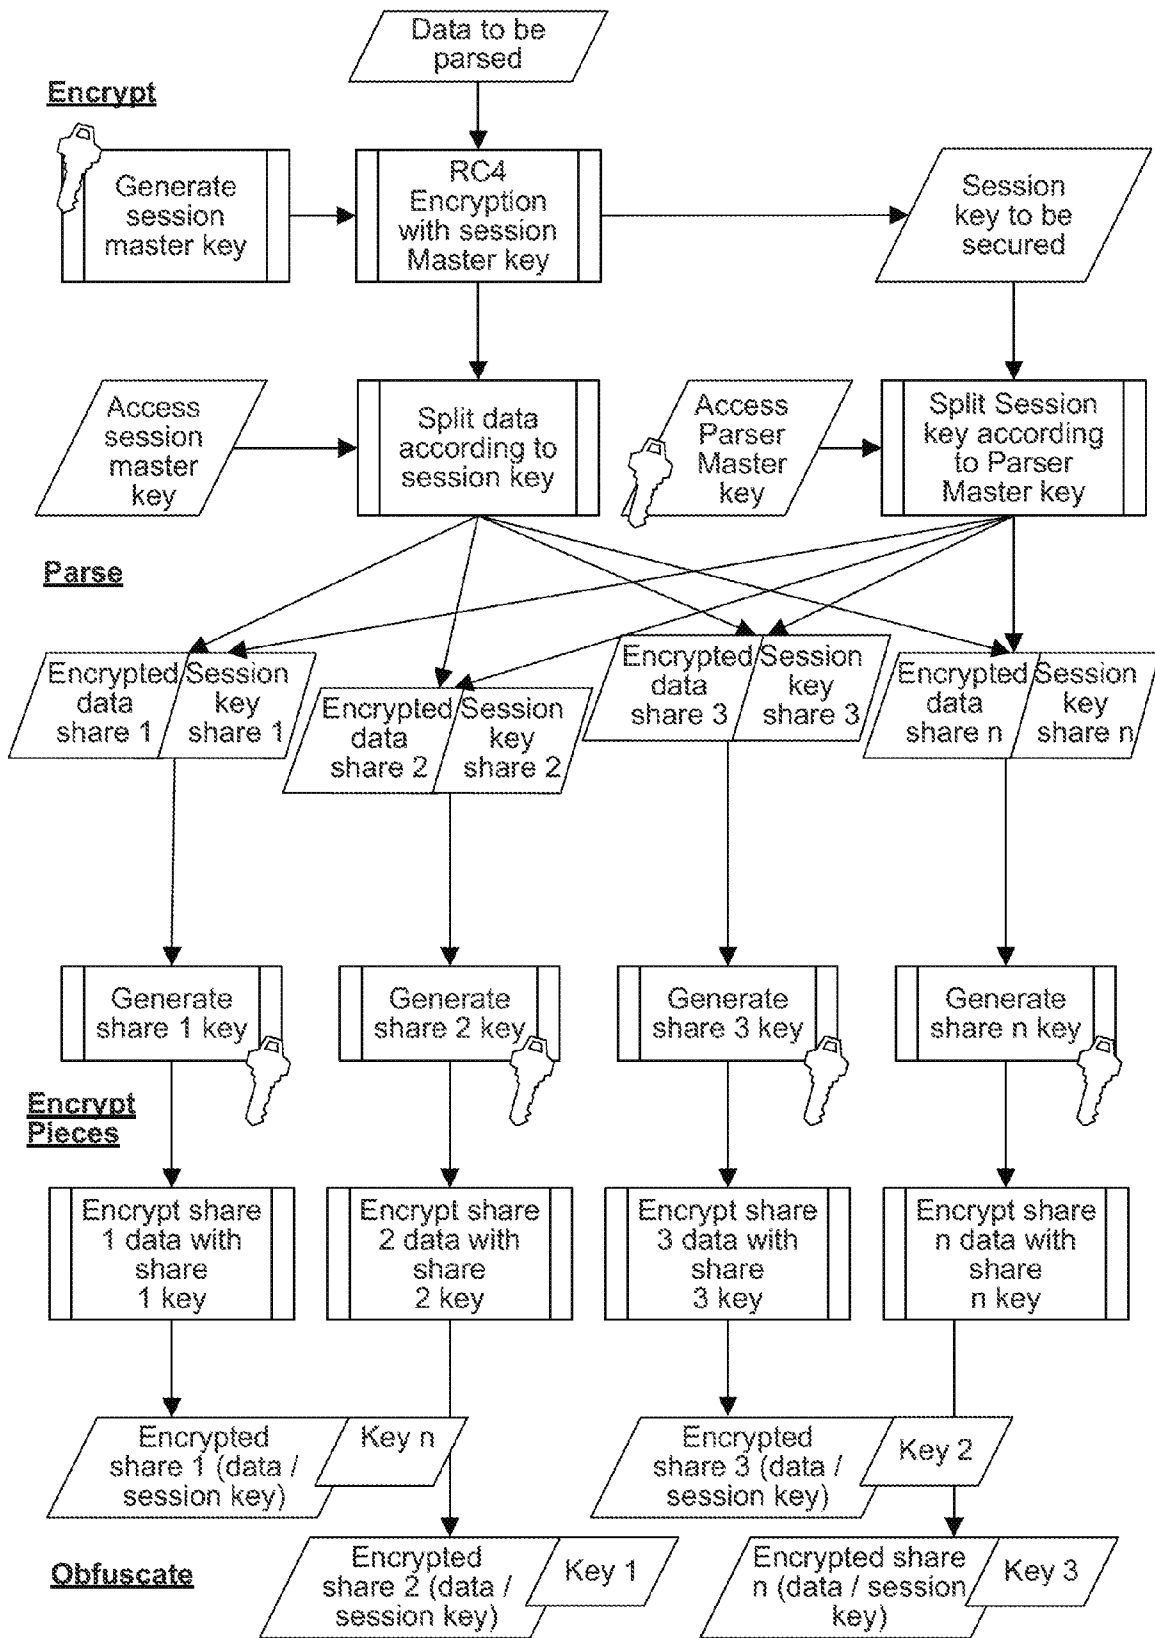 Data to be
parsed
Encrypt
Generate
session
master key
RC4
Encryption
with session
Master key
Session
key to be
secured
Access
session
master
key
Split data
according to
session key
Access
Parser
Master
key
Split Session
key according
to Parser
Master key
Parse
Encrypted
data
share 1
Session
key
share 1
Encrypted
data
share 2
Session
key
share 2
Encrypted
data
share 3
Session
key
share 3
Encrypted
data
share n
Session
key
share n
Generate
share 1 key
Generate
share 2 key
Generate
share 3 key
Generate
share n key
Encrypt
Pieces
Encrypt share
1 data with
share
1 key
Encrypt share
2 data with
share
2 key
Encrypt share
3 data with
share
3 key
Encrypt share
n data with
share
n key
Encrypted
share 1 (data /
session key)
Key n
Encrypted
share 3 (data /
session key)
Key 2
Obfuscate
Encrypted
share 2 (data /
session key)
Key 1
Encrypted share
n (data / session
key)
Key 3